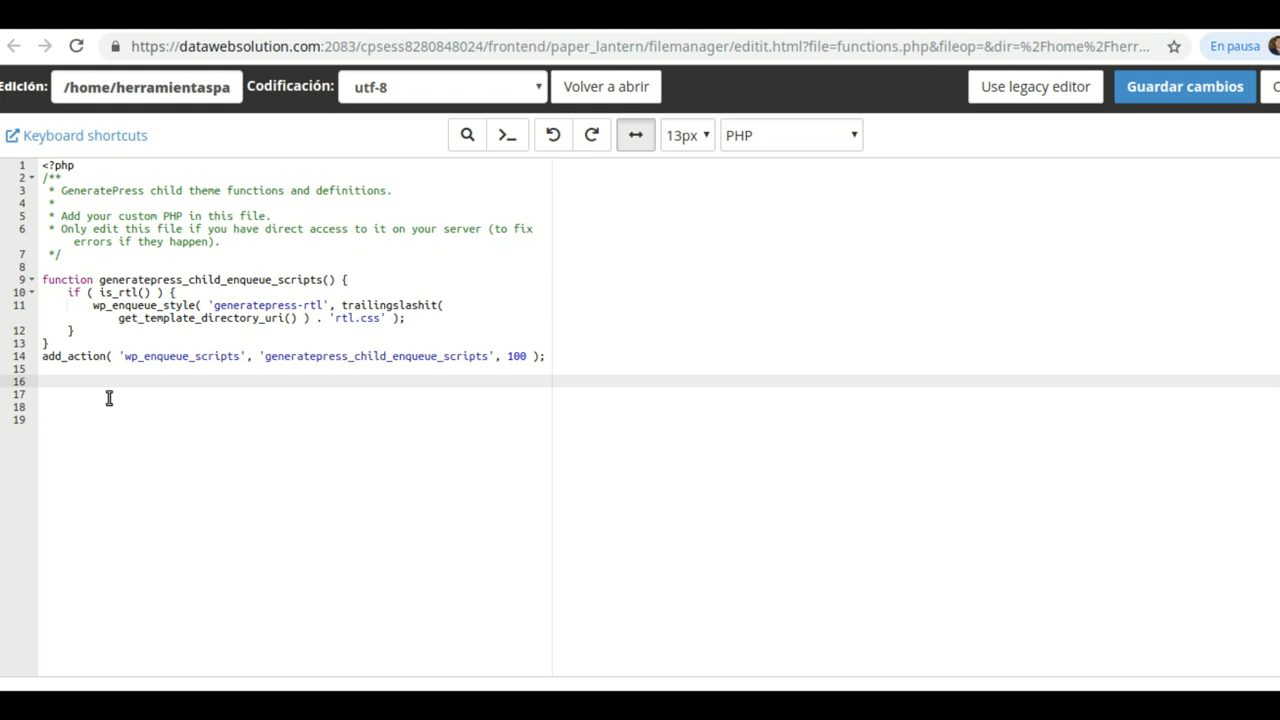 https://datawebsolution.com:2083/cpsess8280848024/frontend/paper_lantern/filemanager/editit.html?file=functions.php&fileop=&dir=%2Fhome%2Fherr... En pausa
Edición: /home/herramientaspa Codificación: utf-8 Volver a abrir Use legacy editor Guardar cambios
Keyboard shortcuts 13px PHP
1 <?php
2 /**
3 * GeneratePress child theme functions and definitions.
4 *
5 * Add your custom PHP in this file.
6 * Only edit this file if you have direct access to it on your server (to fix
errors if they happen).
7 */
8
9 function generatepress_child_enqueue_scripts() {
10 if ( is_rtl() ) {
11 wp_enqueue_style( 'generatepress-rtl', trailingslashit(
get_template_directory_uri() ) . 'rtl.css' );
12 }
13 }
14 add_action( 'wp_enqueue_scripts', 'generatepress_child_enqueue_scripts', 100 );
15
16
17
18
19